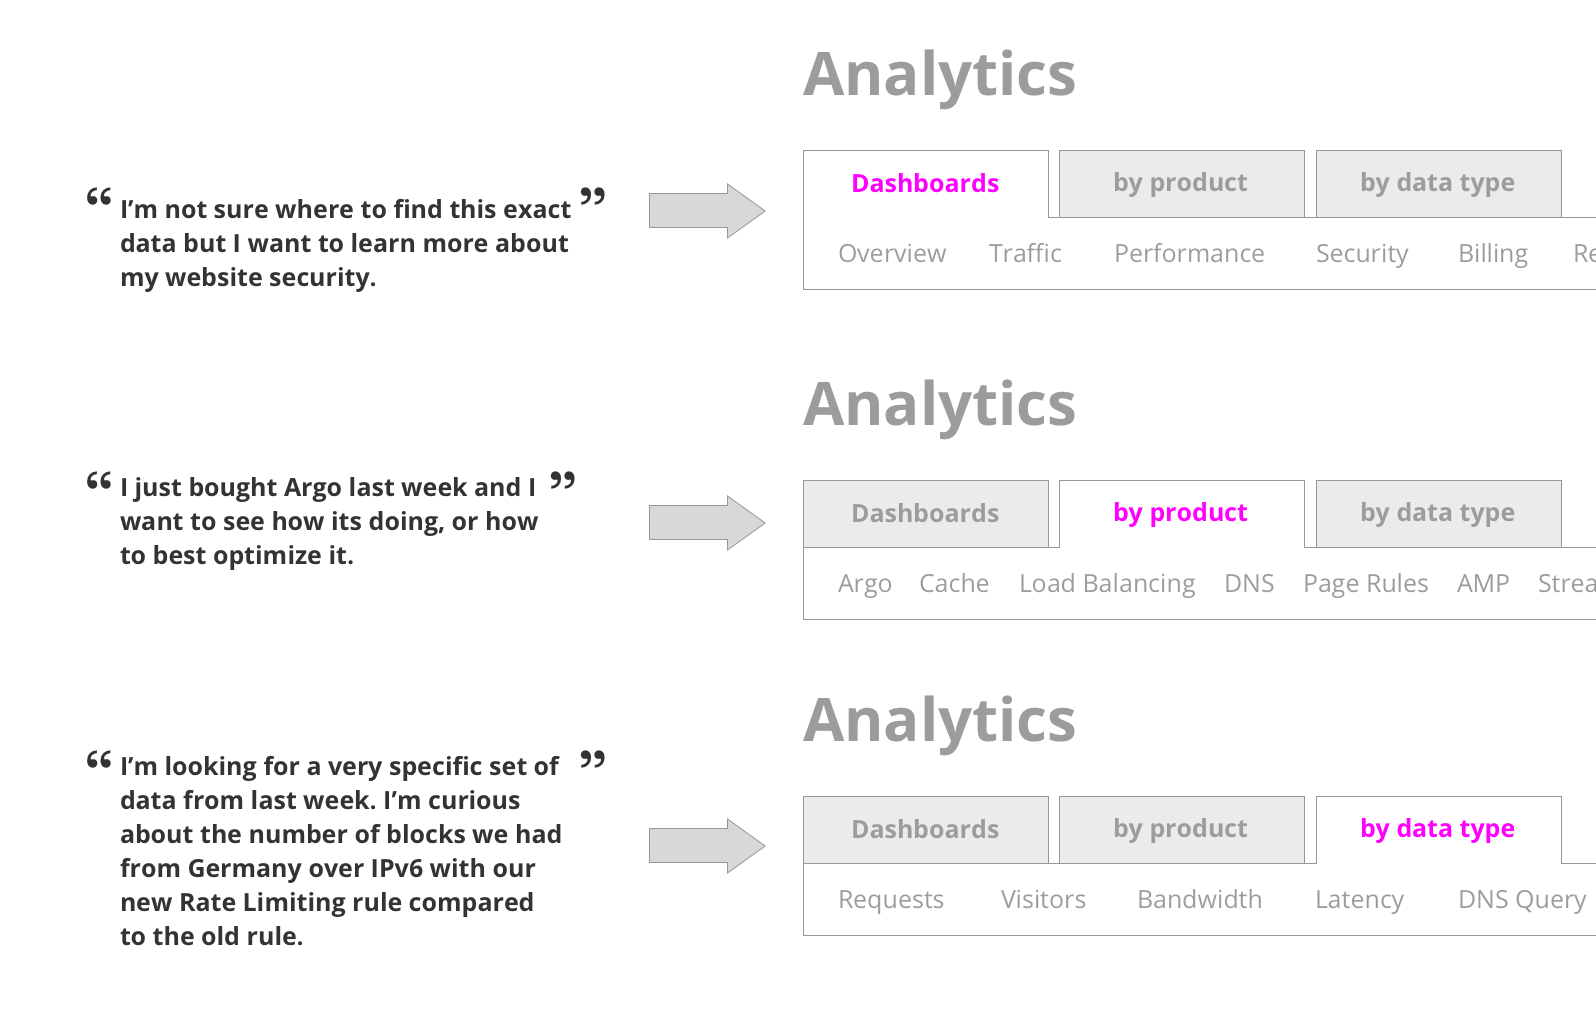 Analytics
“ I’m not sure where to find this exact ”
data but I want to learn more about
my website security.
Dashboards by product by data type
Overview Traffic Performance Security Billing
Analytics
“ I just bought Argo last week and I ”
want to see how its doing, or how
to best optimize it.
Dashboards by product by data type
Argo Cache Load Balancing DNS Page Rules AMP
Analytics
“ I’m looking for a very specific set of ”
data from last week. I’m curious
about the number of blocks we had
from Germany over IPv6 with our
new Rate Limiting rule compared
to the old rule.
Dashboards by product by data type
Requests Visitors Bandwidth Latency DNS Query